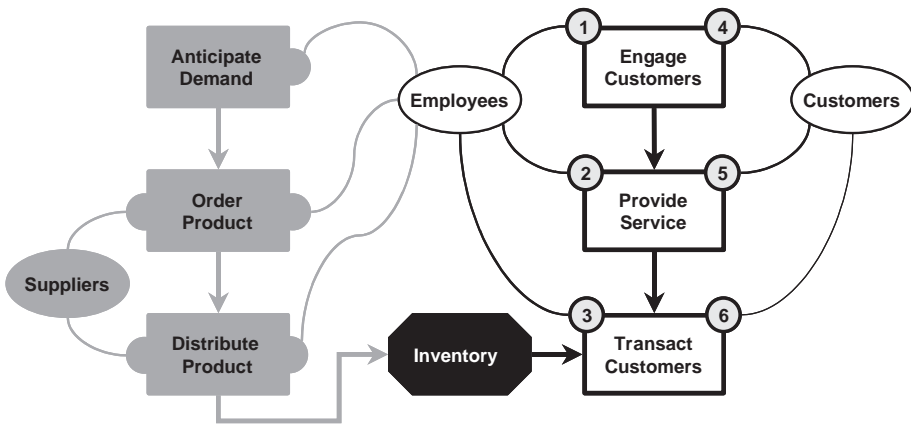 Anticipate
Demand
Employees
1
4
Engage
Customers
Customers
Order
Product
2
5
Provide
Service
Suppliers
Distribute
Product
Inventory
3
6
Transact
Customers